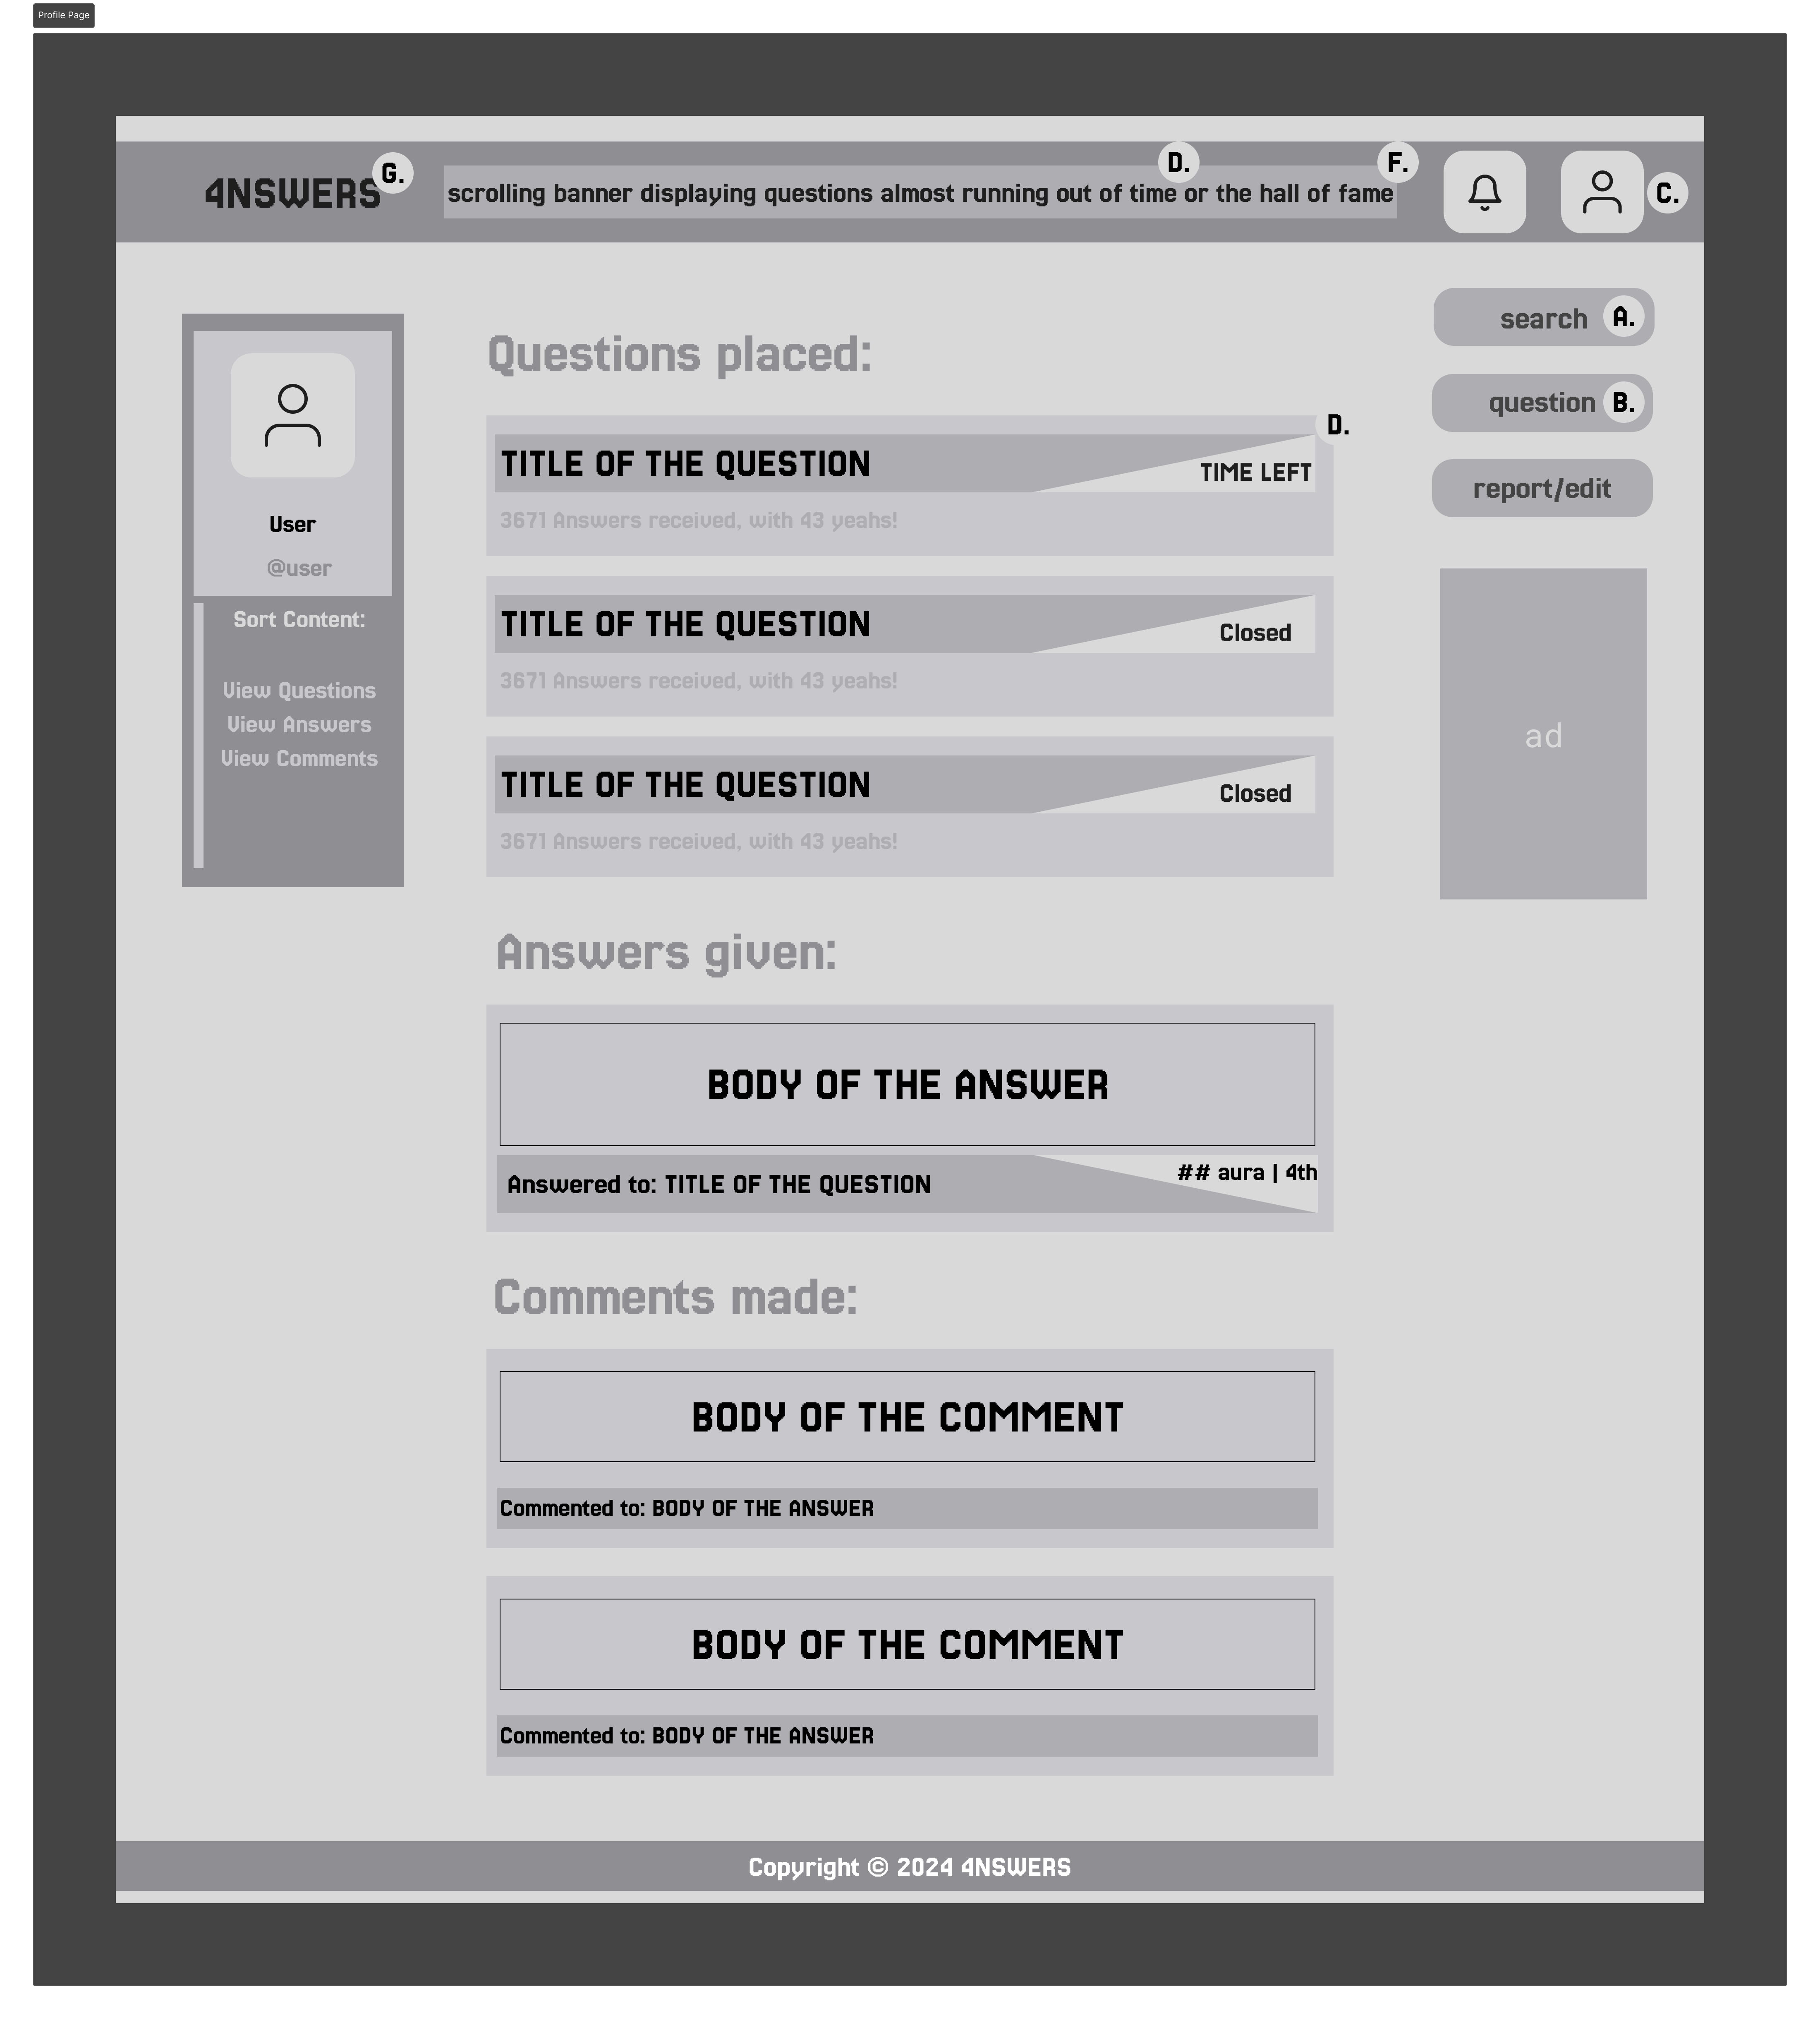 Profile Page
4NSWERS
G.
scrolling banner displaying questions almost running out of time or the hall of fame
D.
F.
C.
search
A.
question
B.
report/edit
ad
User
@user
Sort Content:
View Questions
View Answers
View Comments
Questions placed:
D.
TITLE OF THE QUESTION
TIME LEFT
3671 Answers received, with 43 yeahs!
TITLE OF THE QUESTION
Closed
3671 Answers received, with 43 yeahs!
TITLE OF THE QUESTION
Closed
3671 Answers received, with 43 yeahs!
Answers given:
BODY OF THE ANSWER
Answered to: TITLE OF THE QUESTION
## aura | 4th
Comments made:
BODY OF THE COMMENT
Commented to: BODY OF THE ANSWER
BODY OF THE COMMENT
Commented to: BODY OF THE ANSWER
Copyright © 2024 4NSWERS